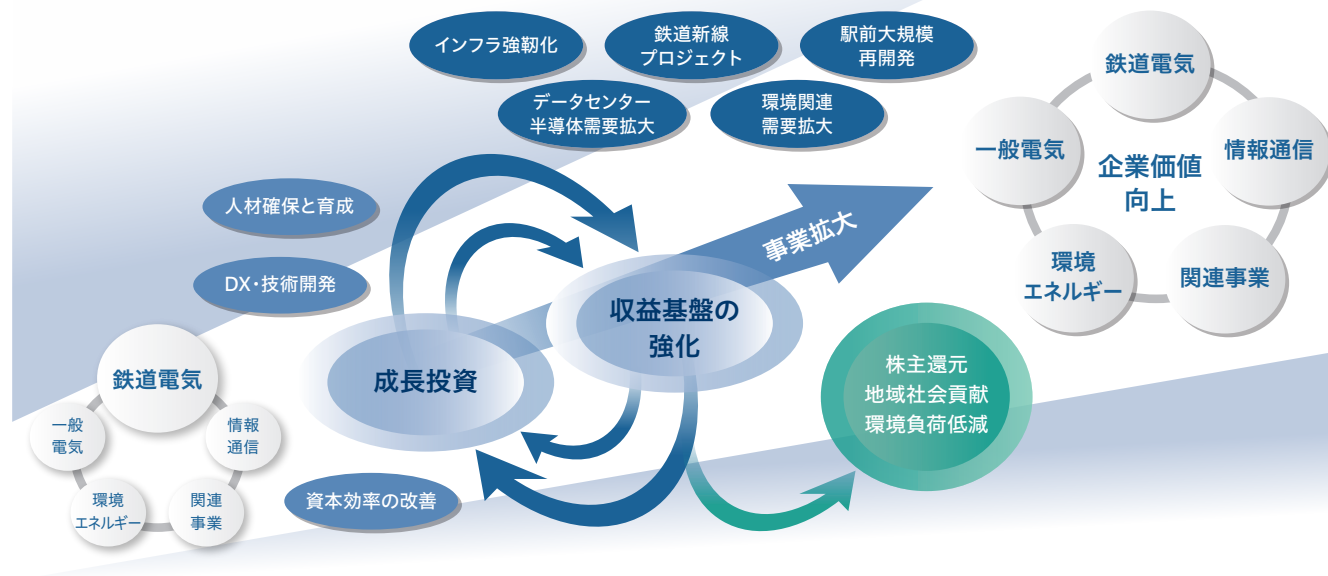 インフラ強靭化
鉄道新線
プロジェクト
駅前大規模
再開発
データセンター
半導体需要拡大
環境関連
需要拡大
人材確保と育成
DX・技術開発
成長投資
収益基盤の
強化
事業拡大
資本効率の改善
株主還元
地域社会貢献
環境負荷低減
鉄道電気
一般
電気
情報
通信
環境
エネルギー
関連
事業
鉄道電気
一般電気
情報通信
企業価値
向上
環境
エネルギー
関連事業